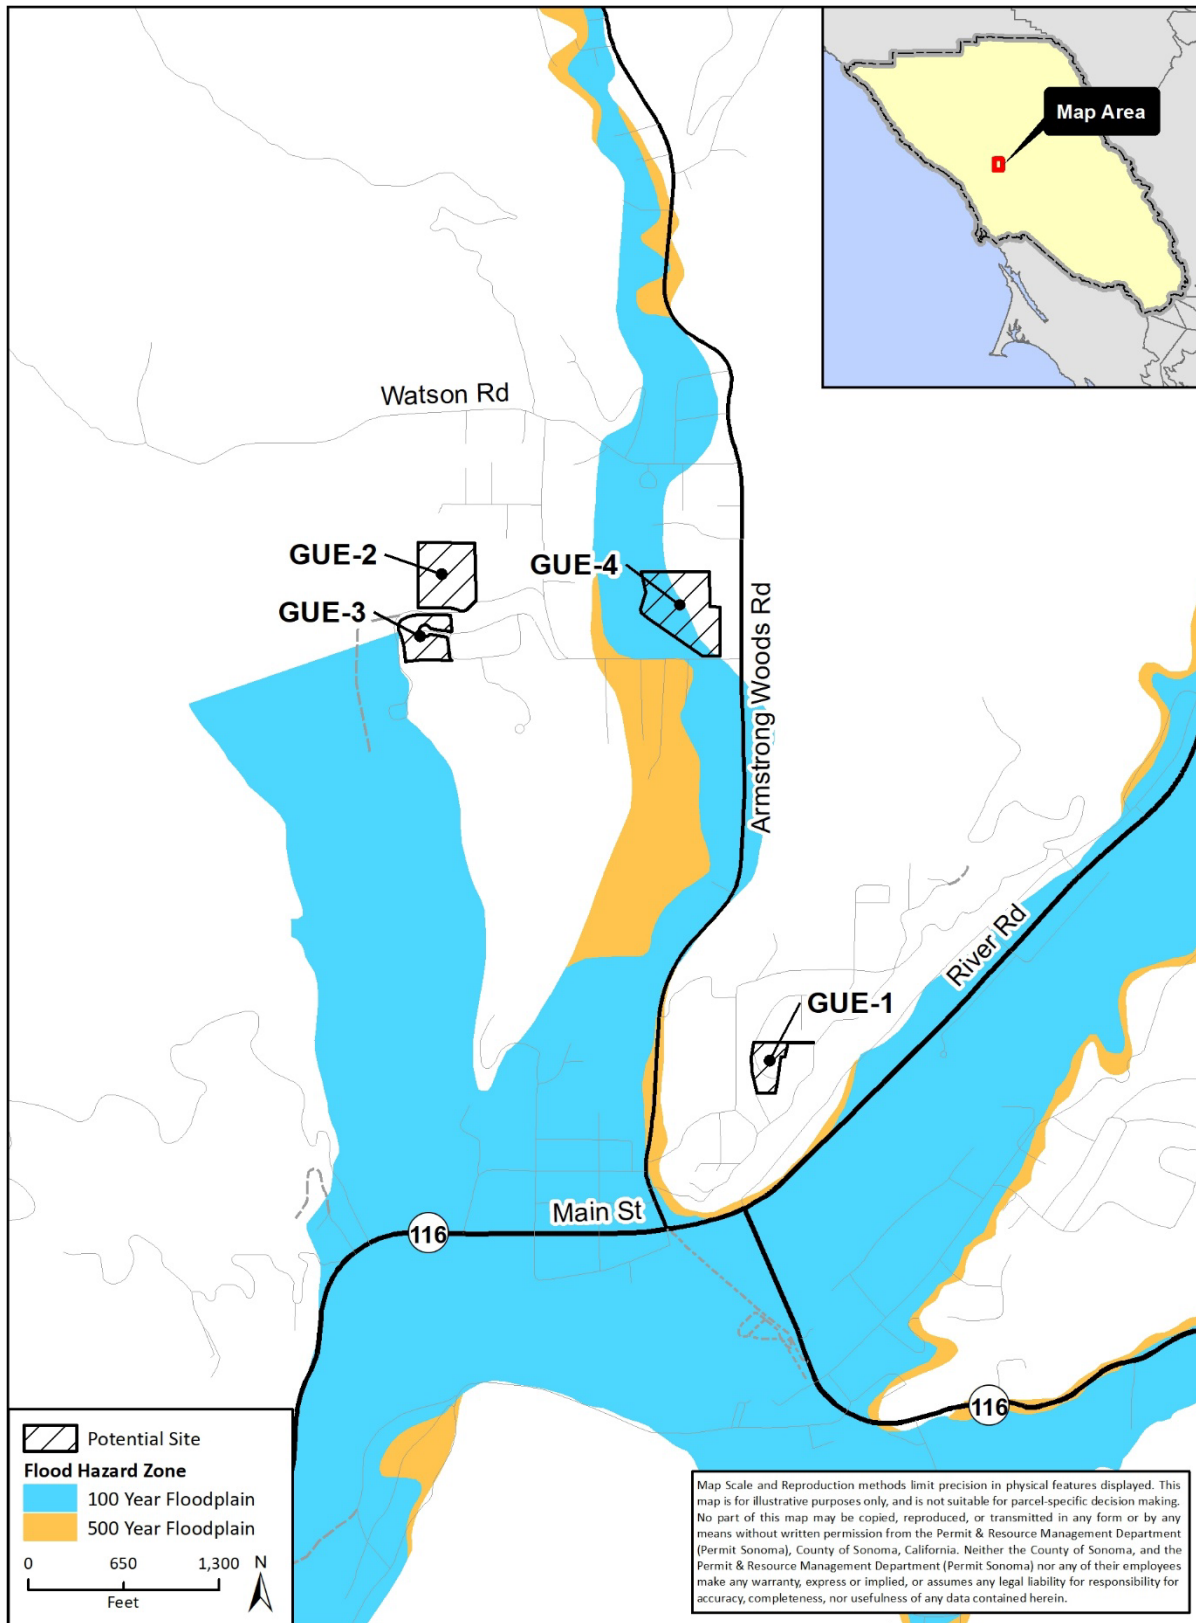 Map Area
Watson Rd
GUE-2
GUE-4
GUE-3
Armstrong Woods Rd
River Rd
GUE-1
Main St
116
116
Potential Site
Flood Hazard Zone
100 Year Floodplain
500 Year Floodplain
0 650 1,300 N
Feet
Map Scale and Reproduction methods limit precision in physical features displayed. This
map is for illustrative purposes only, and is not suitable for parcel-specific decision making.
No part of this map may be copied, reproduced, or transmitted in any form or by any
means without written permission from the Permit & Resource Management Department
(Permit Sonoma), County of Sonoma, California. Neither the County of Sonoma, and the
Permit & Resource Management Department (Permit Sonoma) nor any of their employees
make any warranty, express or implied, or assumes any legal liability for responsibility for
accuracy, completeness, nor usefulness of any data contained herein.